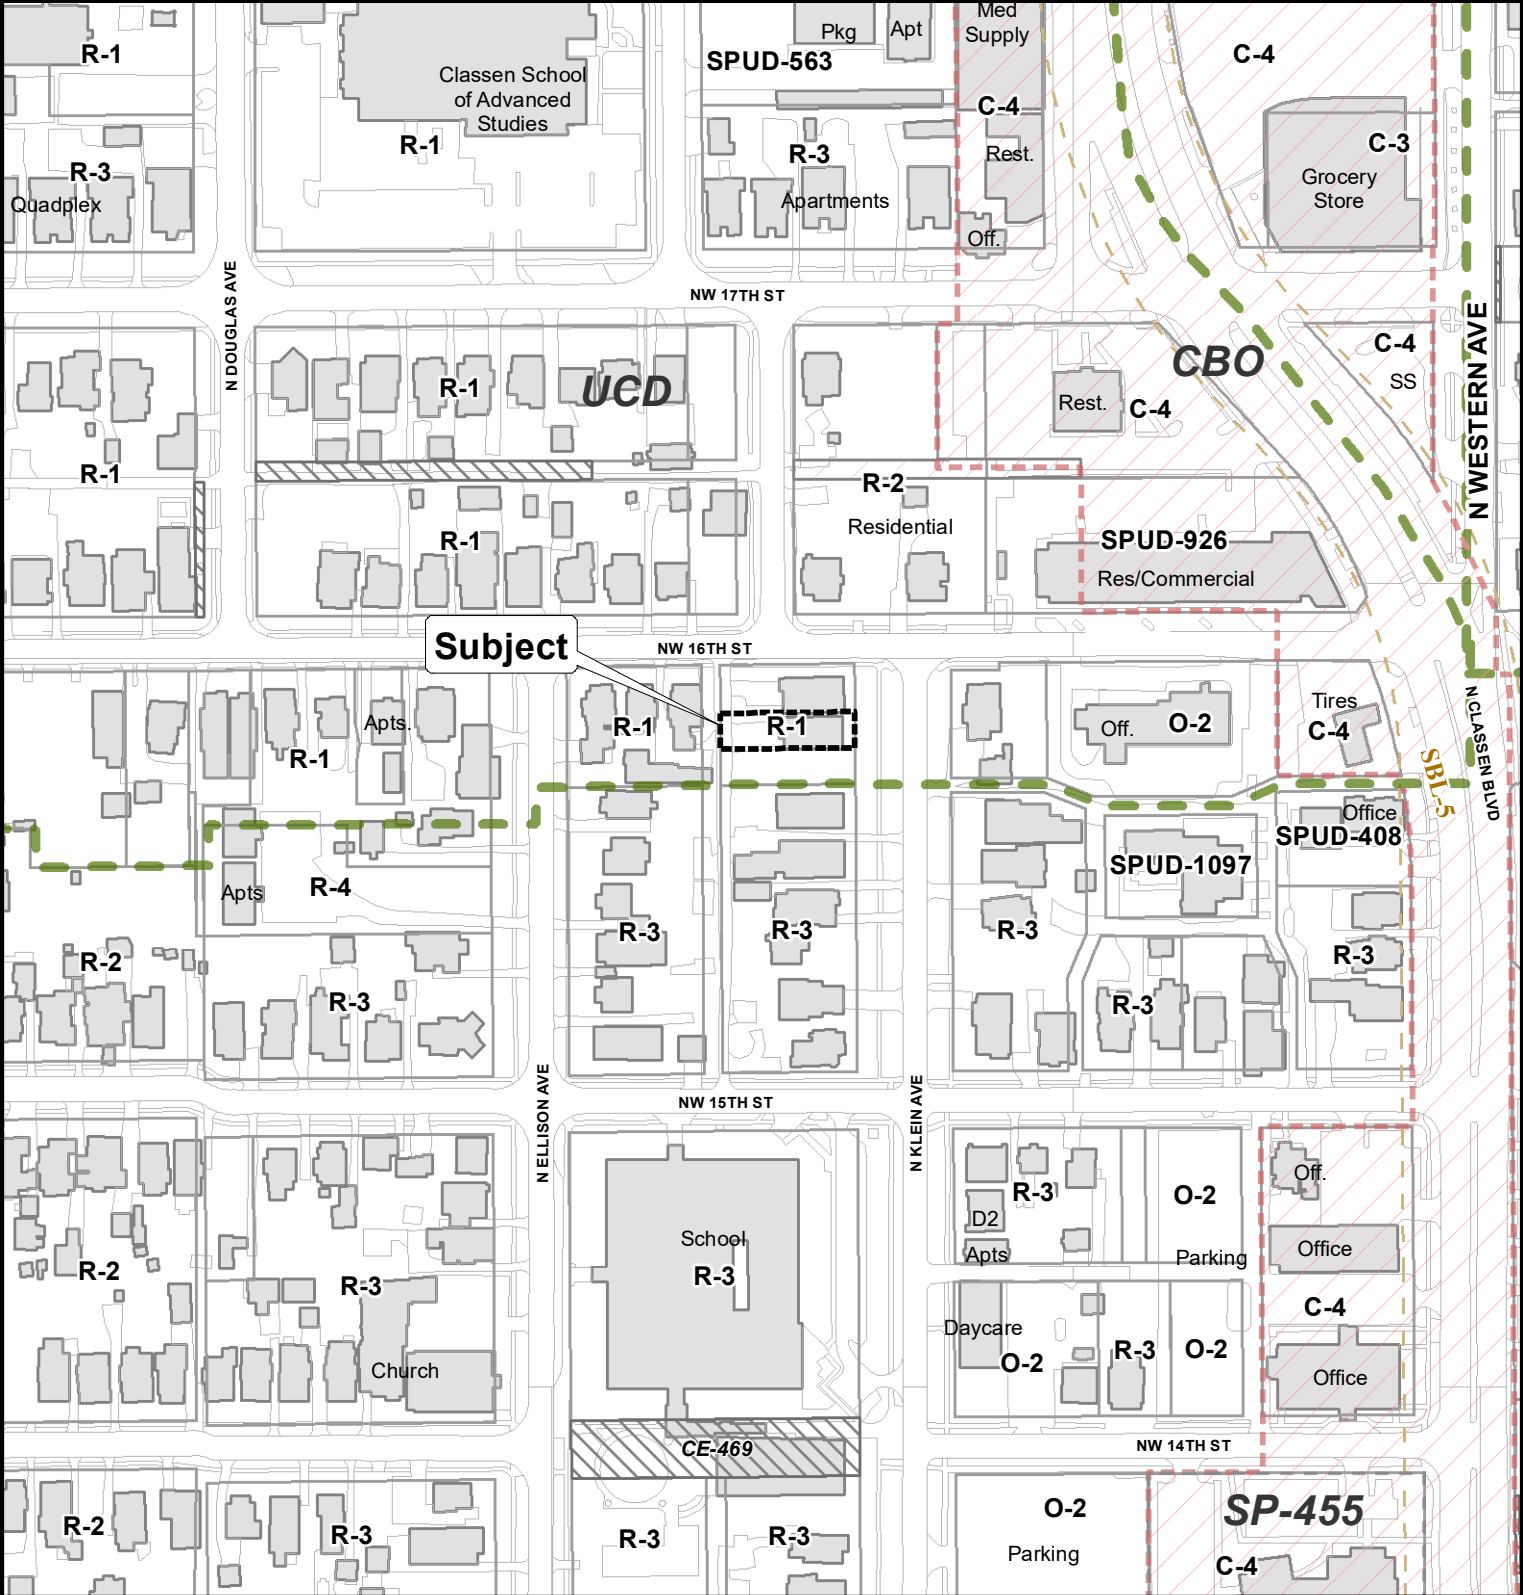 R-1
Classen School
of Advanced
Studies
R-1
Pkg
Apt
SPUD-563
Med
Supply
C-4
C-4
C-3
Rest.
R-3
Quadplex
R-3
Apartments
Grocery
Store
Off.
N DOUGLAS AVE
NW 17TH ST
N WESTERN AVE
R-1
UCD
CBO
C-4
SS
Rest.
C-4
R-1
R-2
Residential
R-1
SPUD-926
Res/Commercial
Subject
NW 16TH ST
Apts.
R-1
R-1
R-1
Off.
O-2
Tires
C-4
N CLASSEN BLVD
SBL-5
Office
SPUD-408
SPUD-1097
Apts
R-4
R-3
R-3
R-3
R-3
R-2
R-3
R-3
N ELLISON AVE
NW 15TH ST
N KLEIN AVE
School
R-3
R-3
D2
Apts
O-2
Parking
Off.
Office
R-2
R-3
C-4
Daycare
O-2
R-3
O-2
Church
Office
CE-469
NW 14TH ST
R-2
R-3
R-3
R-3
O-2
Parking
SP-455
C-4